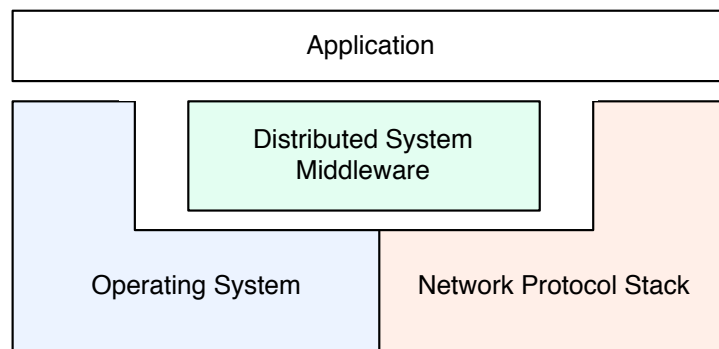 Application
Distributed System
Middleware
Operating System
Network Protocol Stack